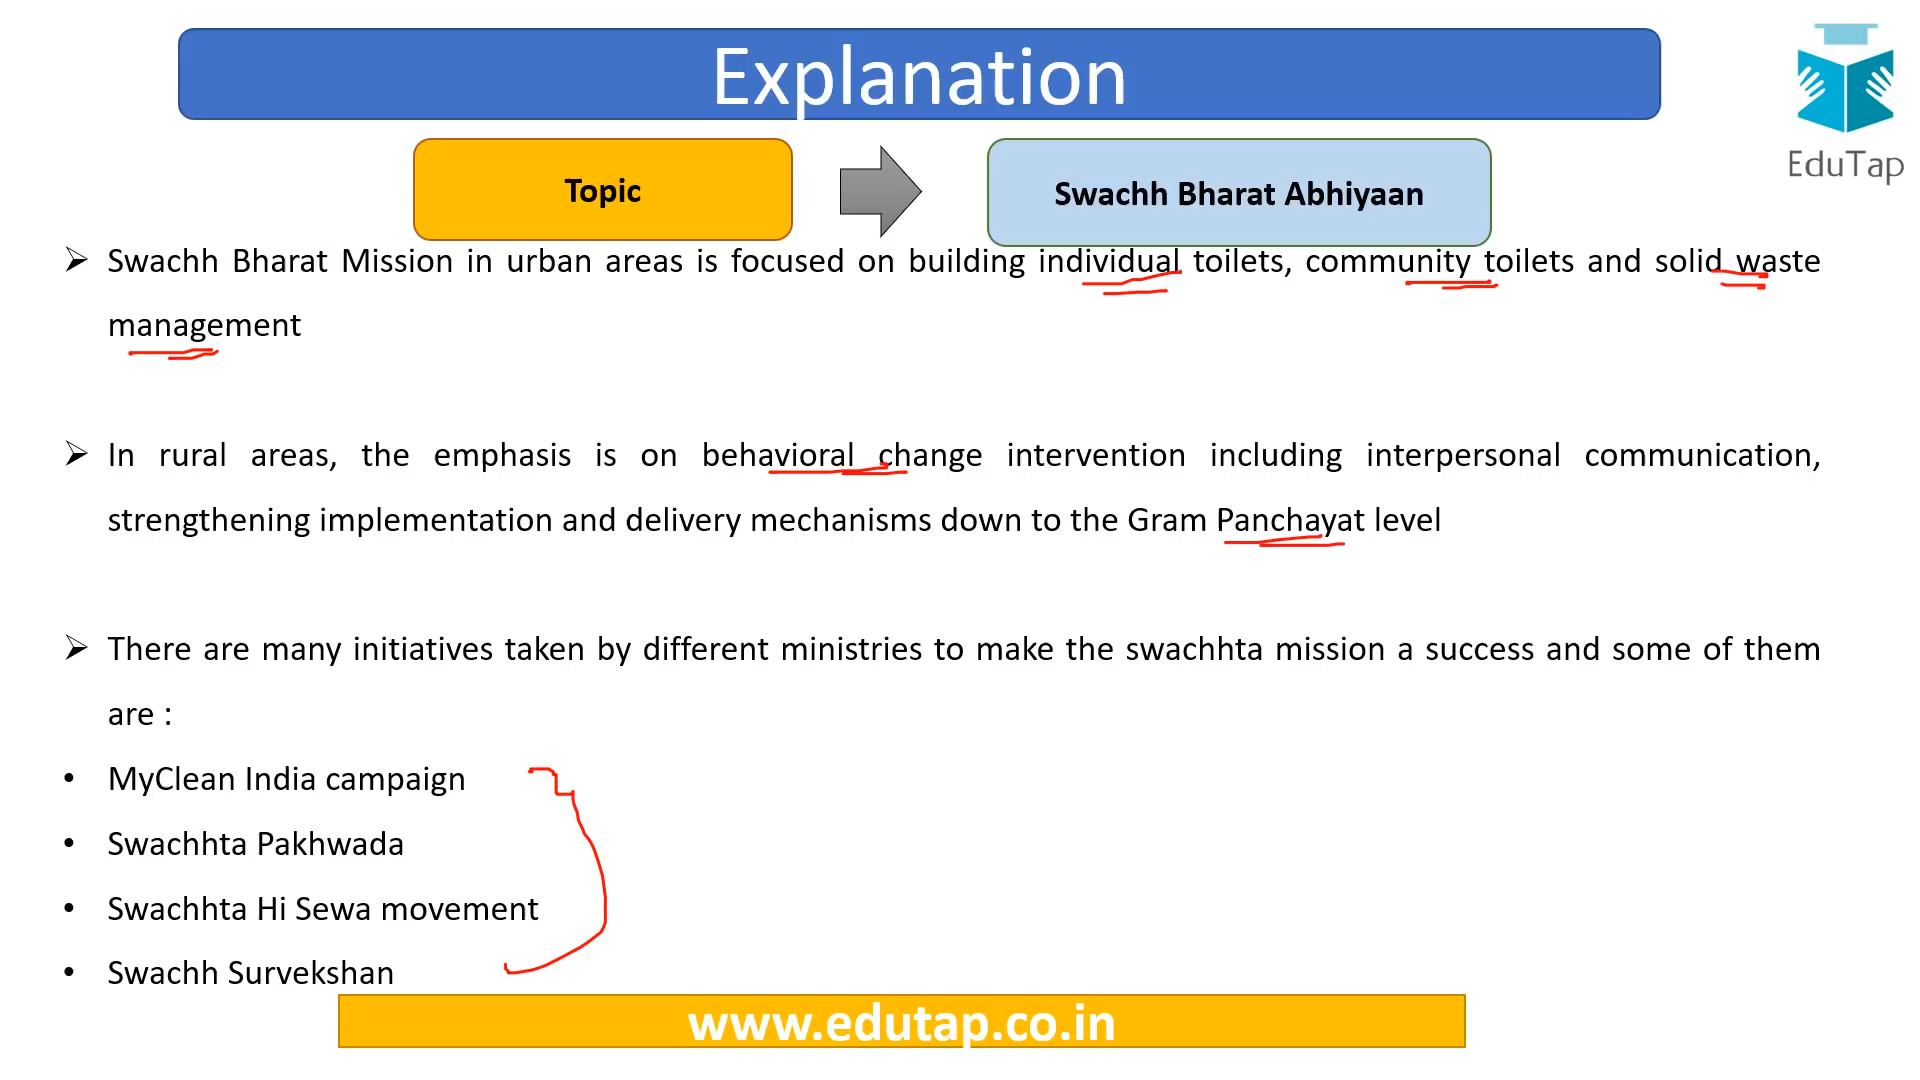 Explanation
EduTap
Topic
Swachh Bharat Abhiyaan
➢ Swachh Bharat Mission in urban areas is focused on building individual toilets, community toilets and solid waste
management
➢ In rural areas, the emphasis is on behavioral change intervention including interpersonal communication,
strengthening implementation and delivery mechanisms down to the Gram Panchayat level
➢ There are many initiatives taken by different ministries to make the swachhta mission a success and some of them
are :
• MyClean India campaign
• Swachhta Pakhwada
• Swachhta Hi Sewa movement
• Swachh Survekshan
www.edutap.co.in